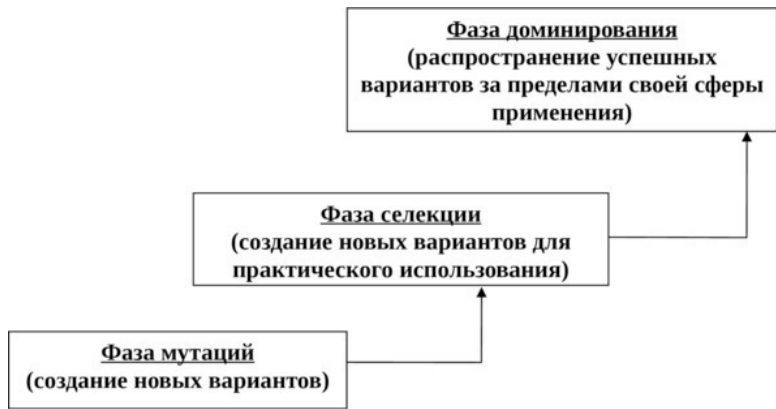 Фаза доминирования
(распространение успешных
вариантов за пределами своей сферы
применения)
Фаза селекции
(создание новых вариантов для
практического использования)
Фаза мутаций
(создание новых вариантов)